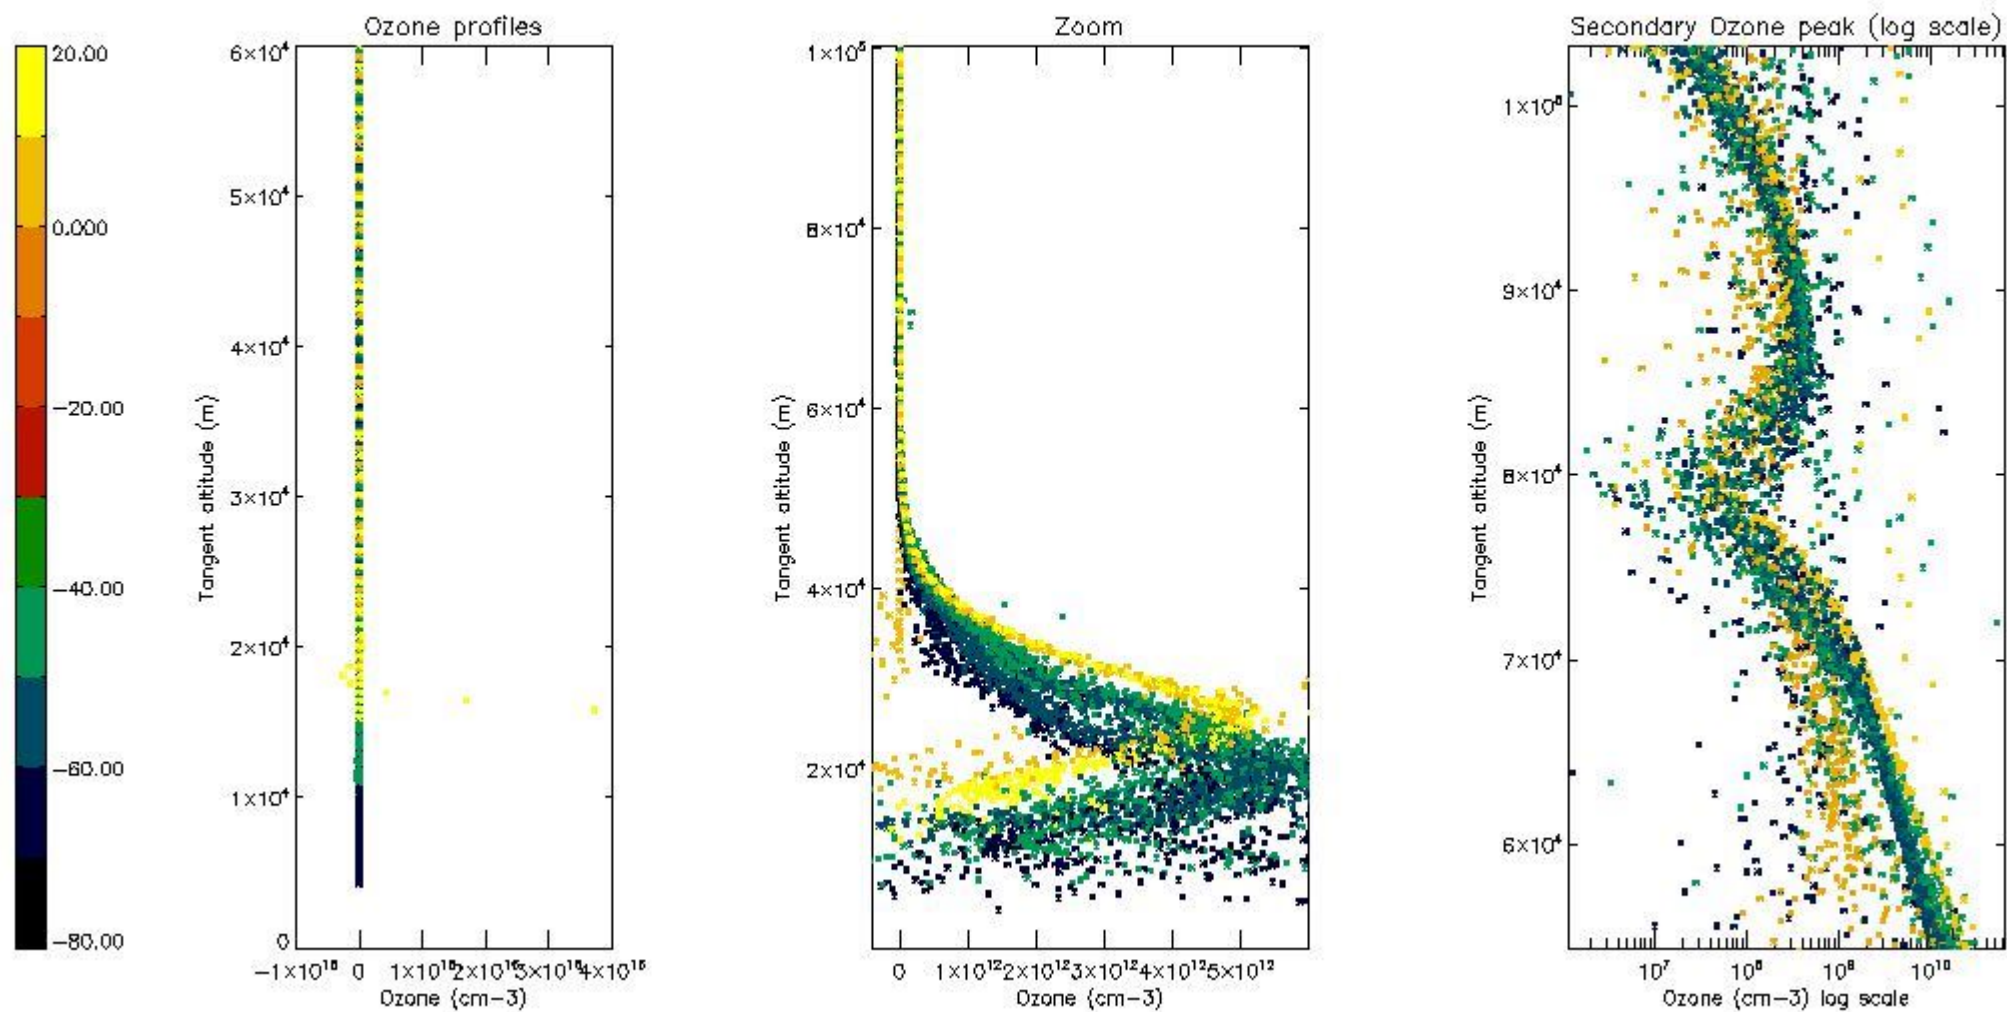 Ozone profiles
Zoom
Secondary Ozone peak (log scale)
20.00
0.000
−20.00
−40.00
−60.00
−80.00
Tangent altitude (m)
6×10⁴
5×10⁴
4×10⁴
3×10⁴
2×10⁴
1×10⁴
0
0
Ozone (cm−3)
Tangent altitude (m)
1×10⁵
8×10⁴
6×10⁴
4×10⁴
2×10⁴
0 1×10¹² 2×10¹² 3×10¹² 4×10¹² 5×10¹²
Ozone (cm−3)
Tangent altitude (m)
9×10⁴
8×10⁴
7×10⁴
6×10⁴
10⁷ 10⁸ 10⁹ 10¹⁰
Ozone (cm−3) log scale